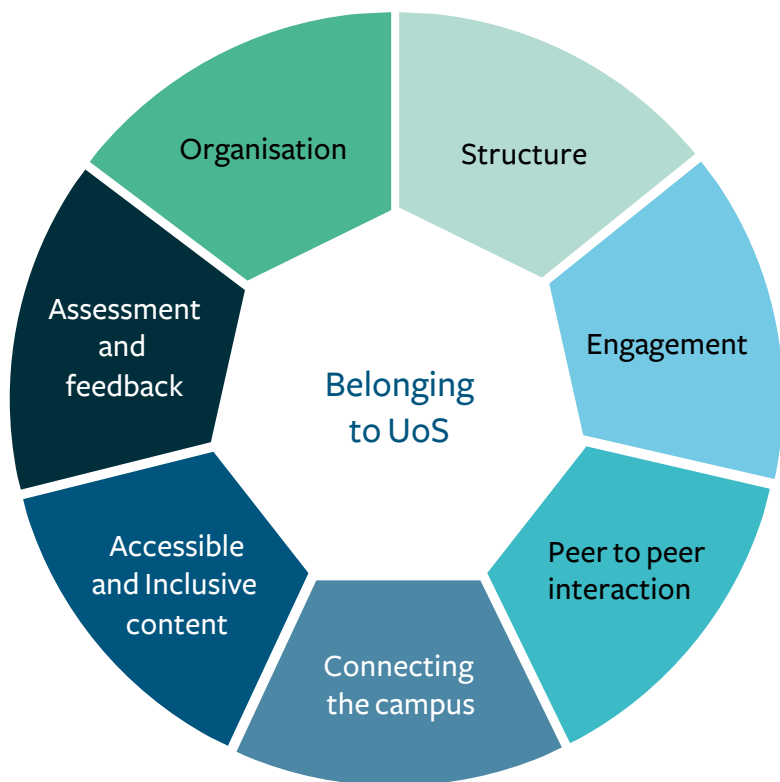 Organisation
Structure
Engagement
Peer to peer
interaction
Connecting
the campus
Accessible
and Inclusive
content
Assessment
and
feedback
Belonging
to UoS